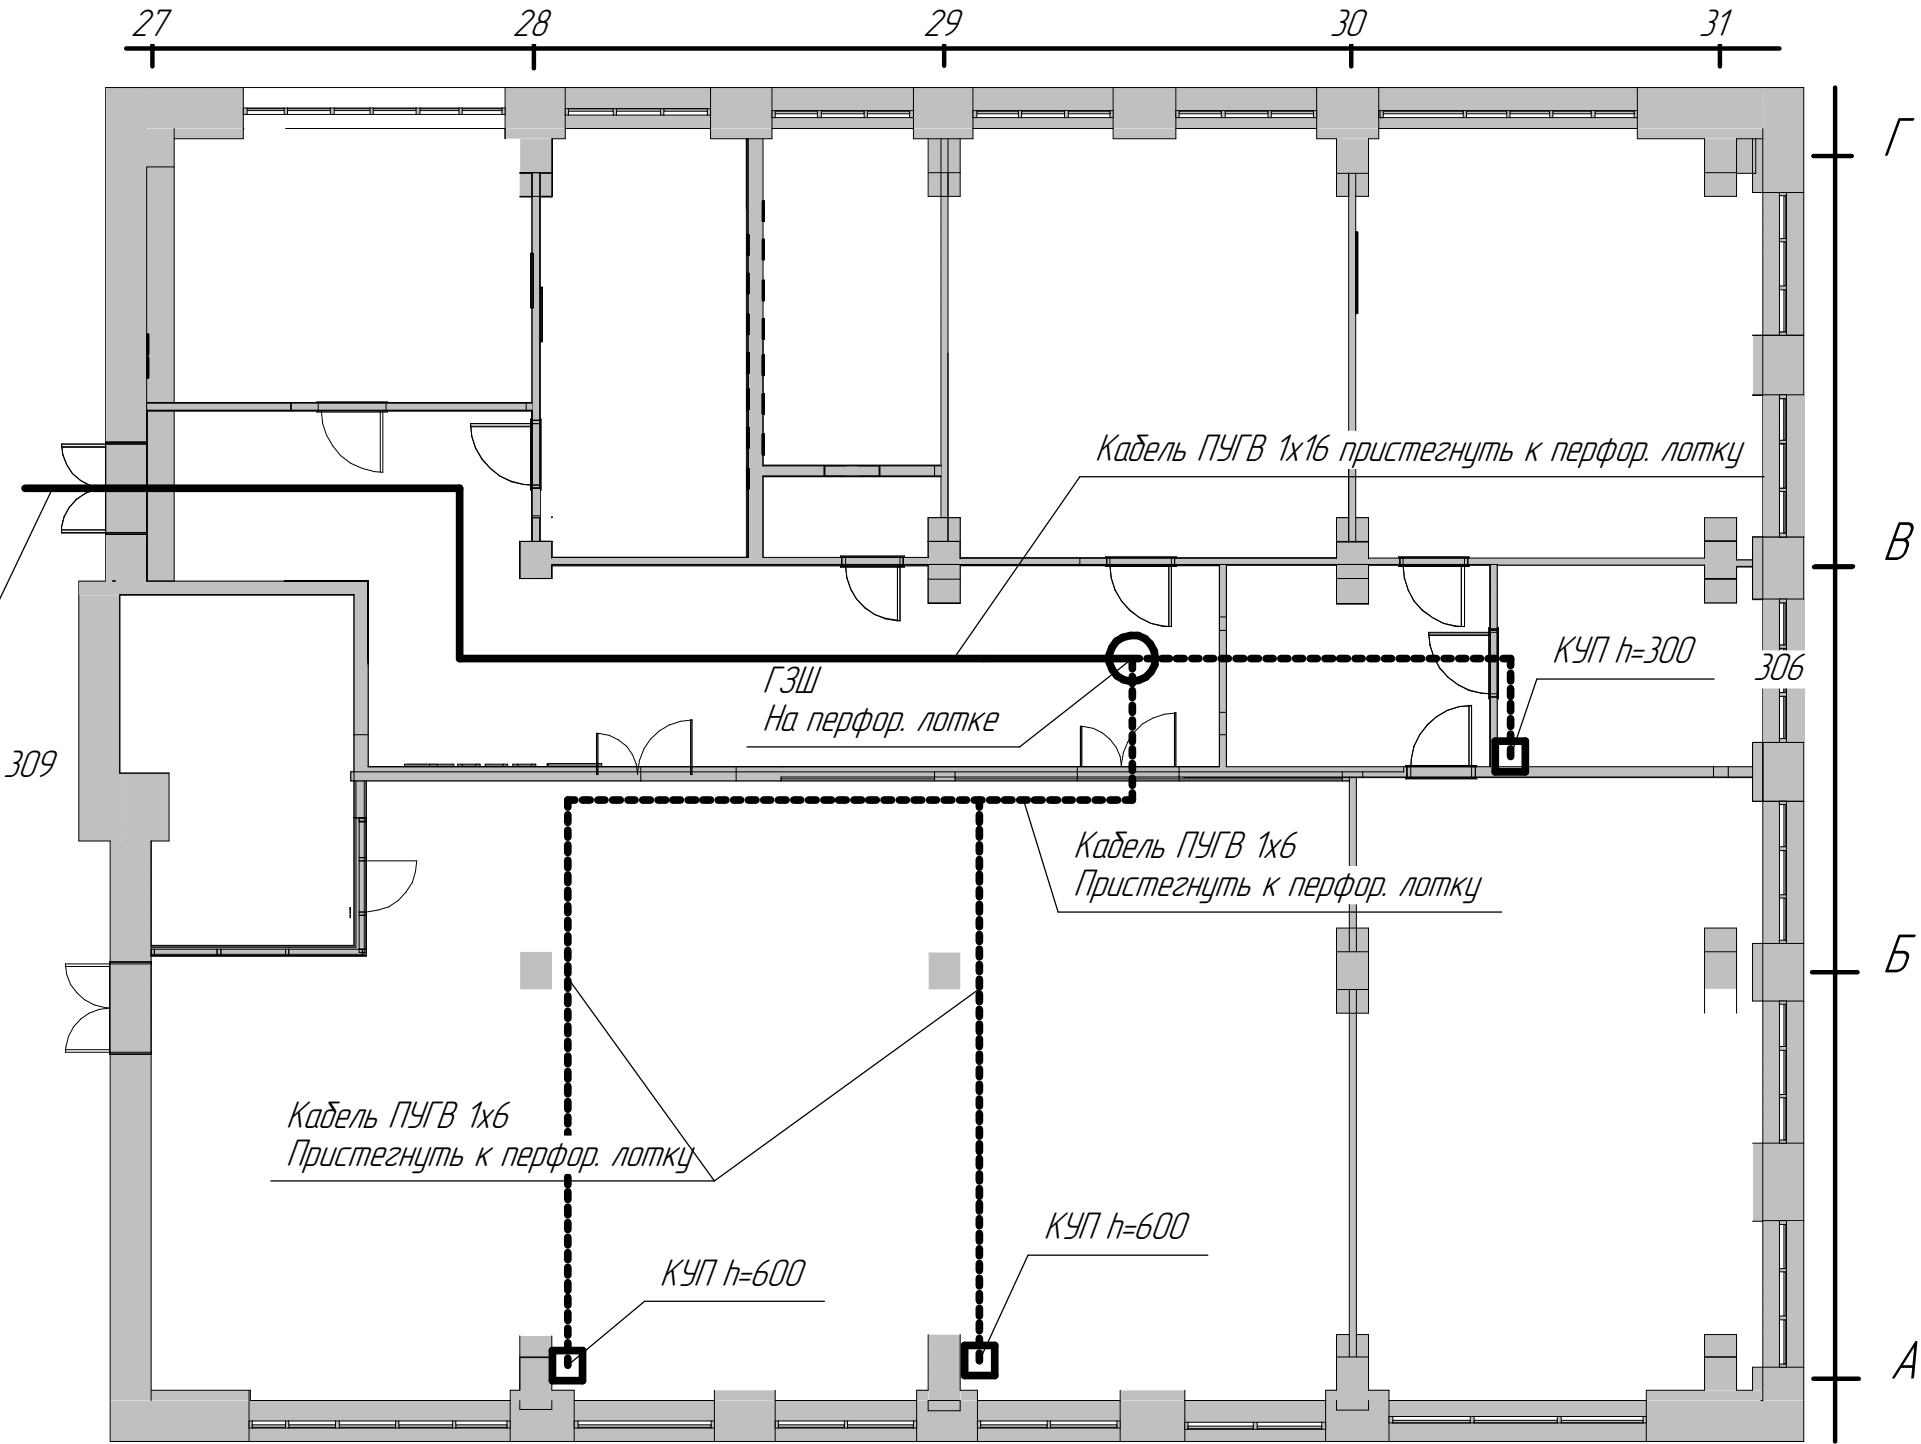 27 28 29 30 31
Г
Кабель ПУГВ 1х16 пристегнуть к перфор. лотку
В
КУП h=300
306
ГЗШ
На перфор. лотке
309
Кабель ПУГВ 1х6
Пристегнуть к перфор. лотку
Б
Кабель ПУГВ 1х6
Пристегнуть к перфор. лотку
КУП h=600
КУП h=600
А